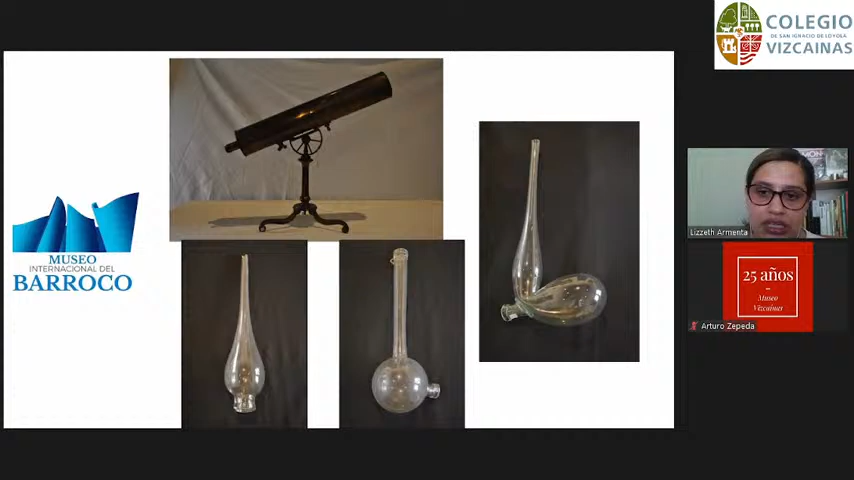 COLEGIO
DE SAN IGNACIO DE LOYOLA
VIZCAINAS
MUSEO
INTERNACIONAL DEL
BARROCO
Lizzeth Armenta
25 años
Museo
Vizcaínas
Arturo Zepeda